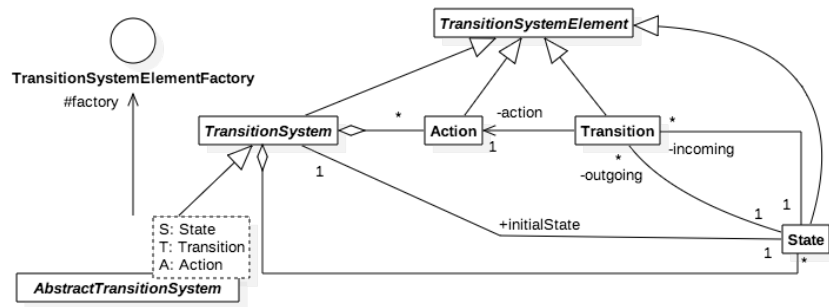 TransitionSystemElement
TransitionSystemElementFactory
#factory
TransitionSystem
*
Action
-action
1
Transition
*
-incoming
*
-outgoing
1
1
+initialState
1
1
State
*
S: State
T: Transition
A: Action
AbstractTransitionSystem